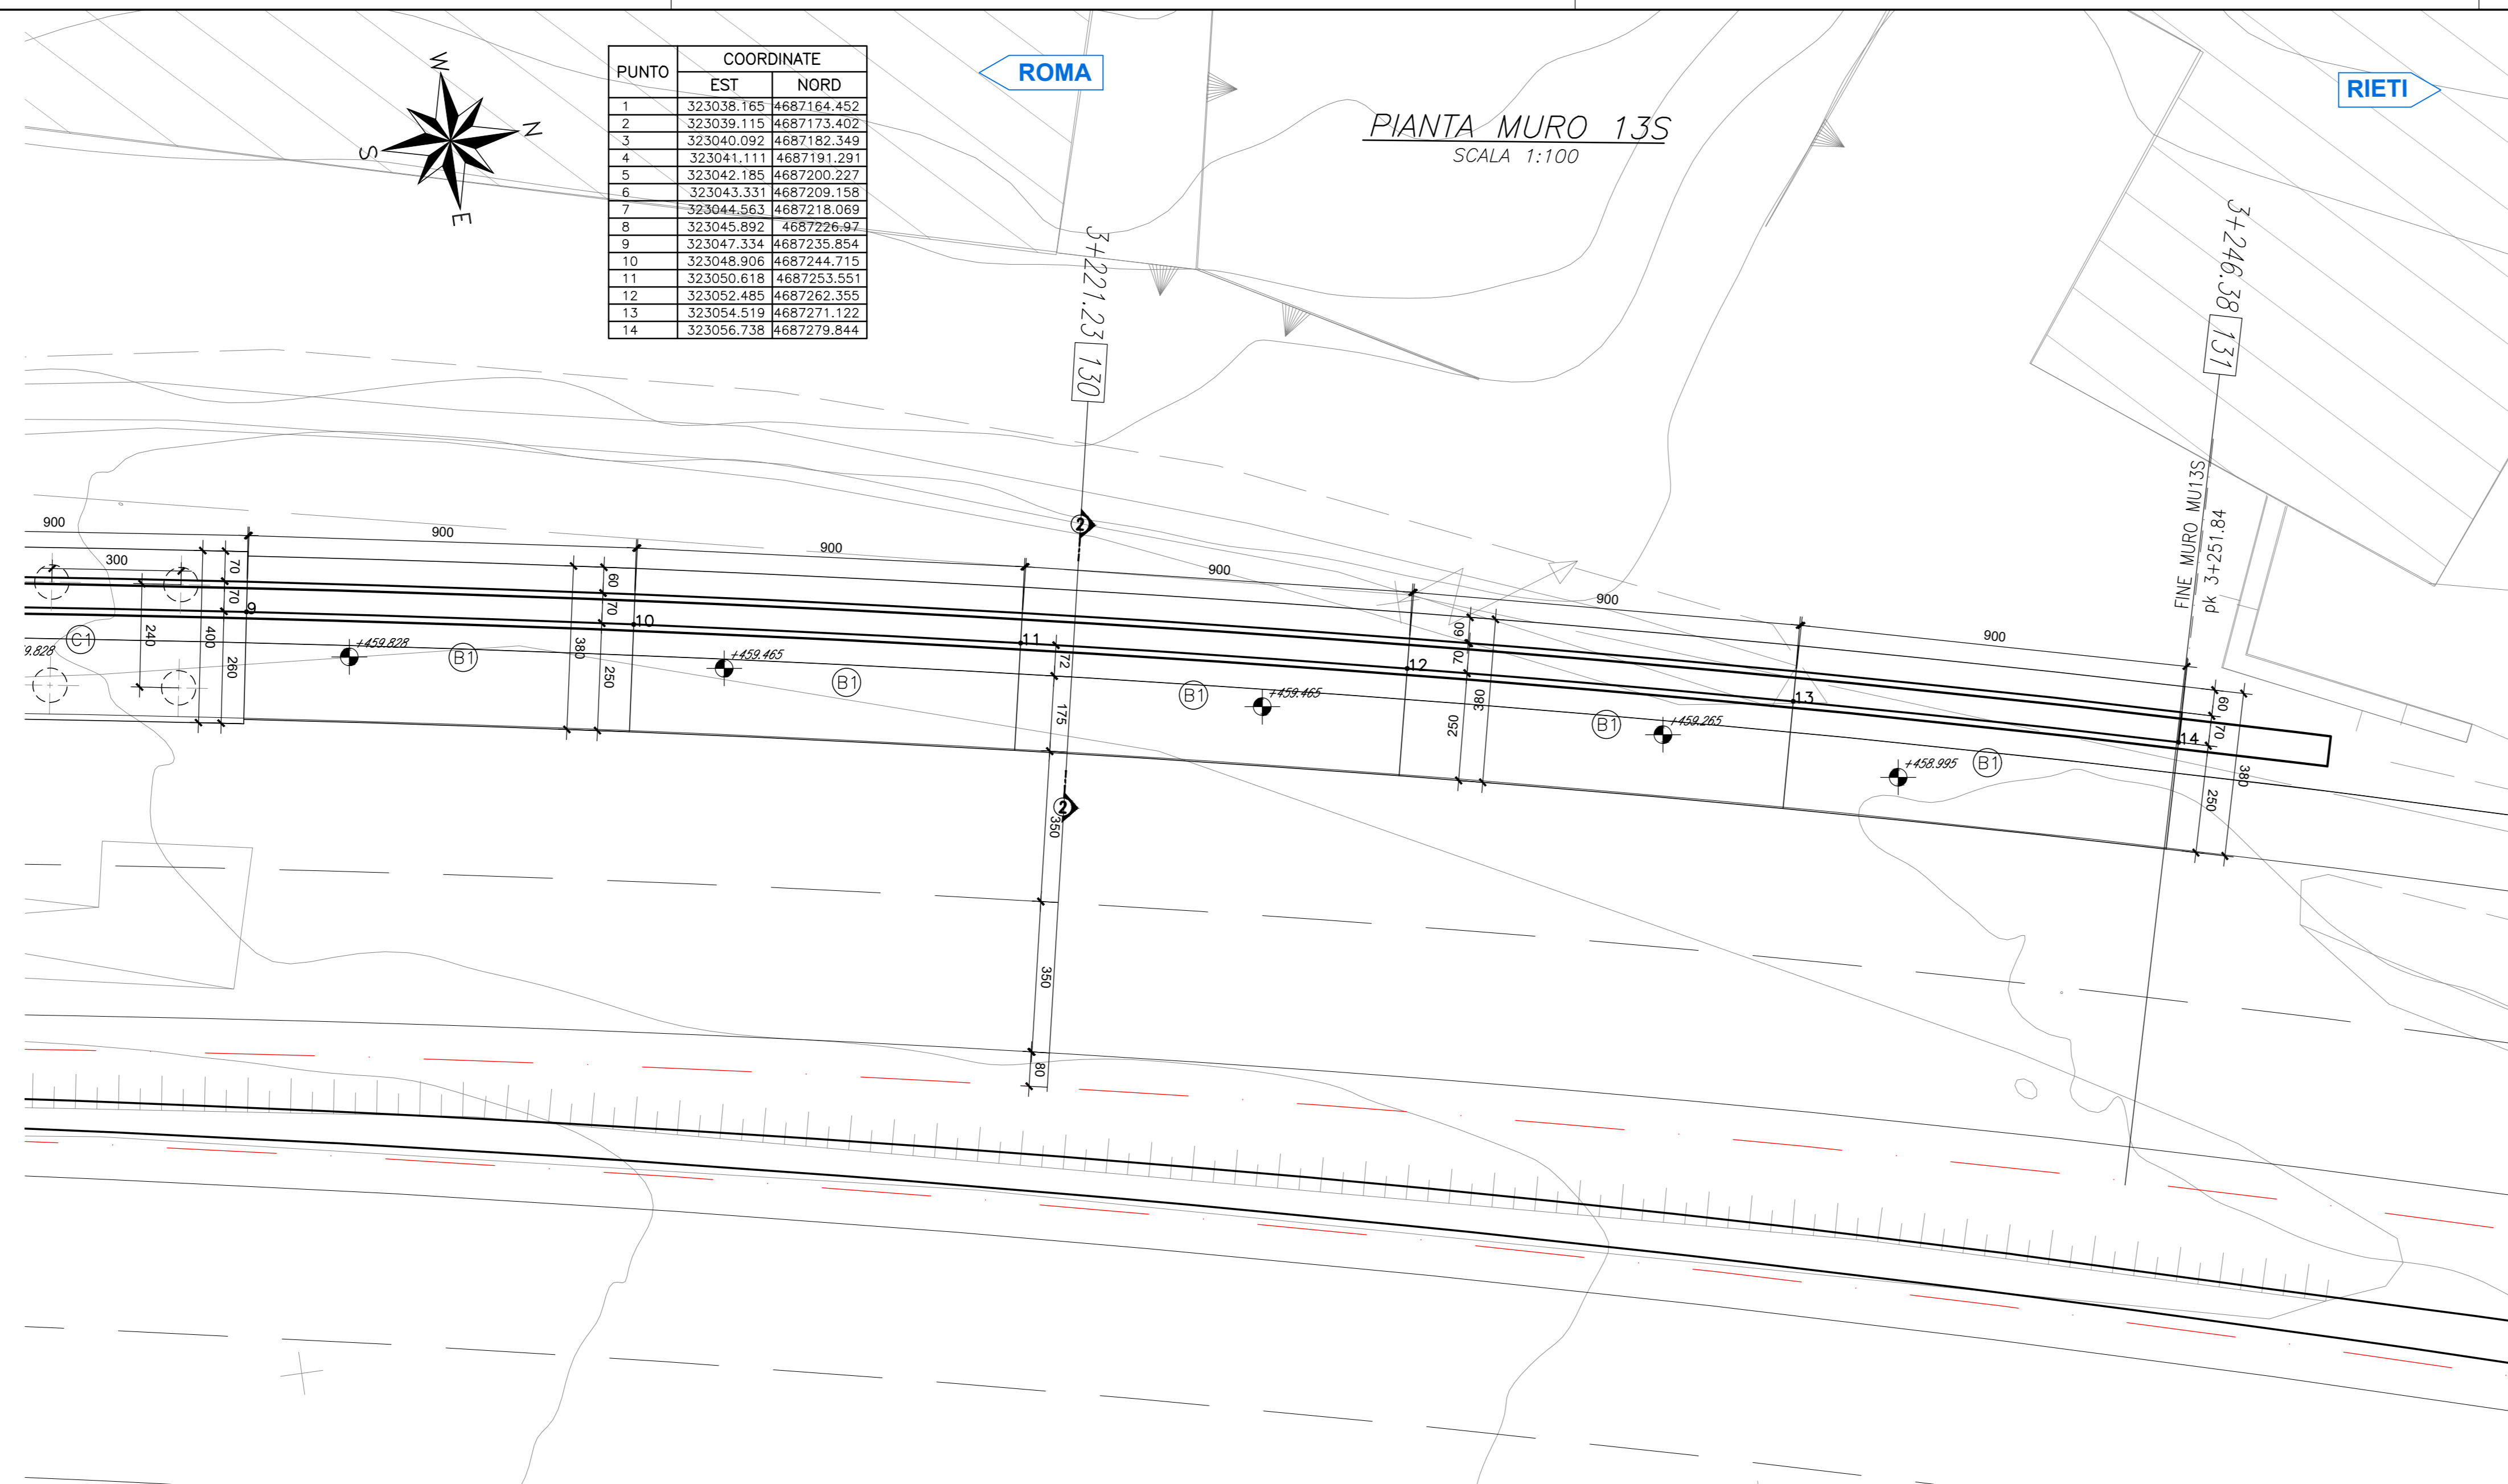 PUNTO COORDINATE
EST NORD
1 323038.165 4687164.452
2 323039.115 4687173.402
3 323040.092 4687182.349
4 323041.111 4687191.291
5 323042.185 4687200.227
6 323043.331 4687209.158
7 323044.563 4687218.069
8 323045.892 4687226.97
9 323047.334 4687235.854
10 323048.906 4687244.715
11 323050.618 4687253.551
12 323052.485 4687262.355
13 323054.519 4687271.122
14 323056.738 4687279.844
W
N
S
E
ROMA
RIETI
PIANTA MURO 13S
SCALA 1:100
3+221.23 130
3+246.38 131
FINE MURO MU13S
pk 3+251.84
900
900
900
900
900
900
300
70
70
240
400
260
C1
9.828
9
+459.828
B1
60
70
380
250
10
+459.465
B1
11
2
72
175
2
350
350
80
B1
+459.465
12
60
70
380
250
B1
+459.265
13
+458.995
B1
14
60
70
380
250